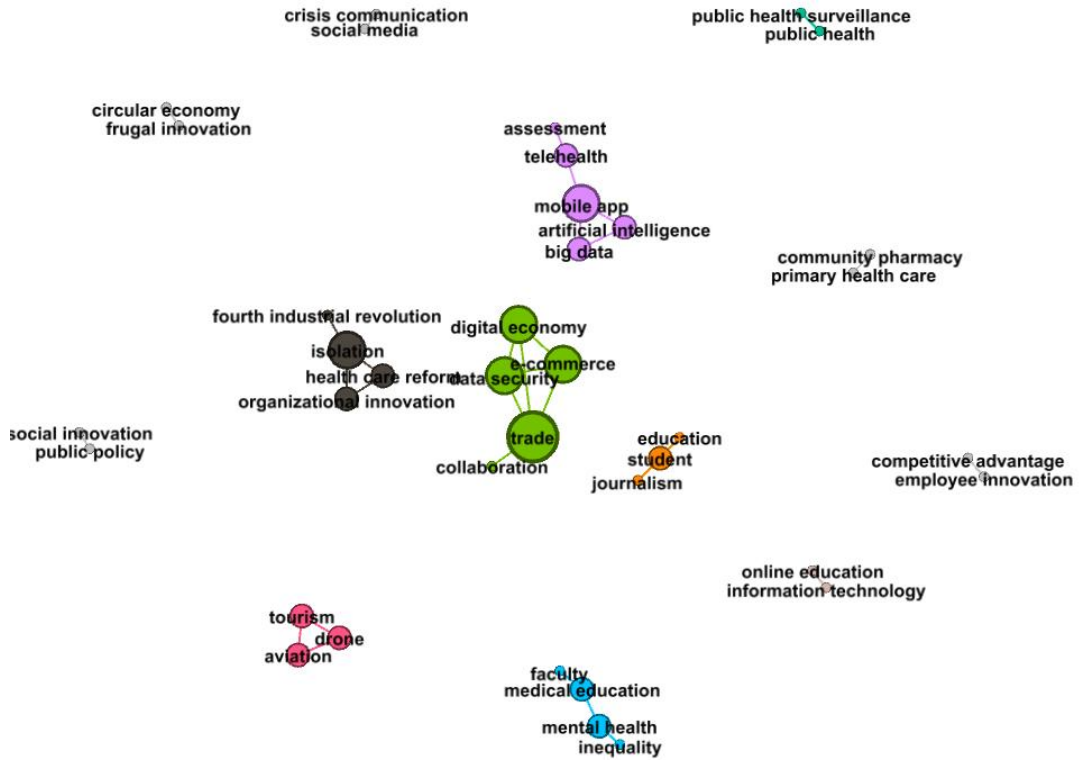 crisis communication
social media
public health surveillance
public health
circular economy
frugal innovation
assessment
telehealth
mobile app
artificial intelligence
big data
community pharmacy
primary health care
fourth industrial revolution
isolation
health care reform
organizational innovation
digital economy
e-commerce
data security
trade
collaboration
social innovation
public policy
education
student
journalism
competitive advantage
employee innovation
online education
information technology
tourism
drone
aviation
faculty
medical education
mental health
inequality